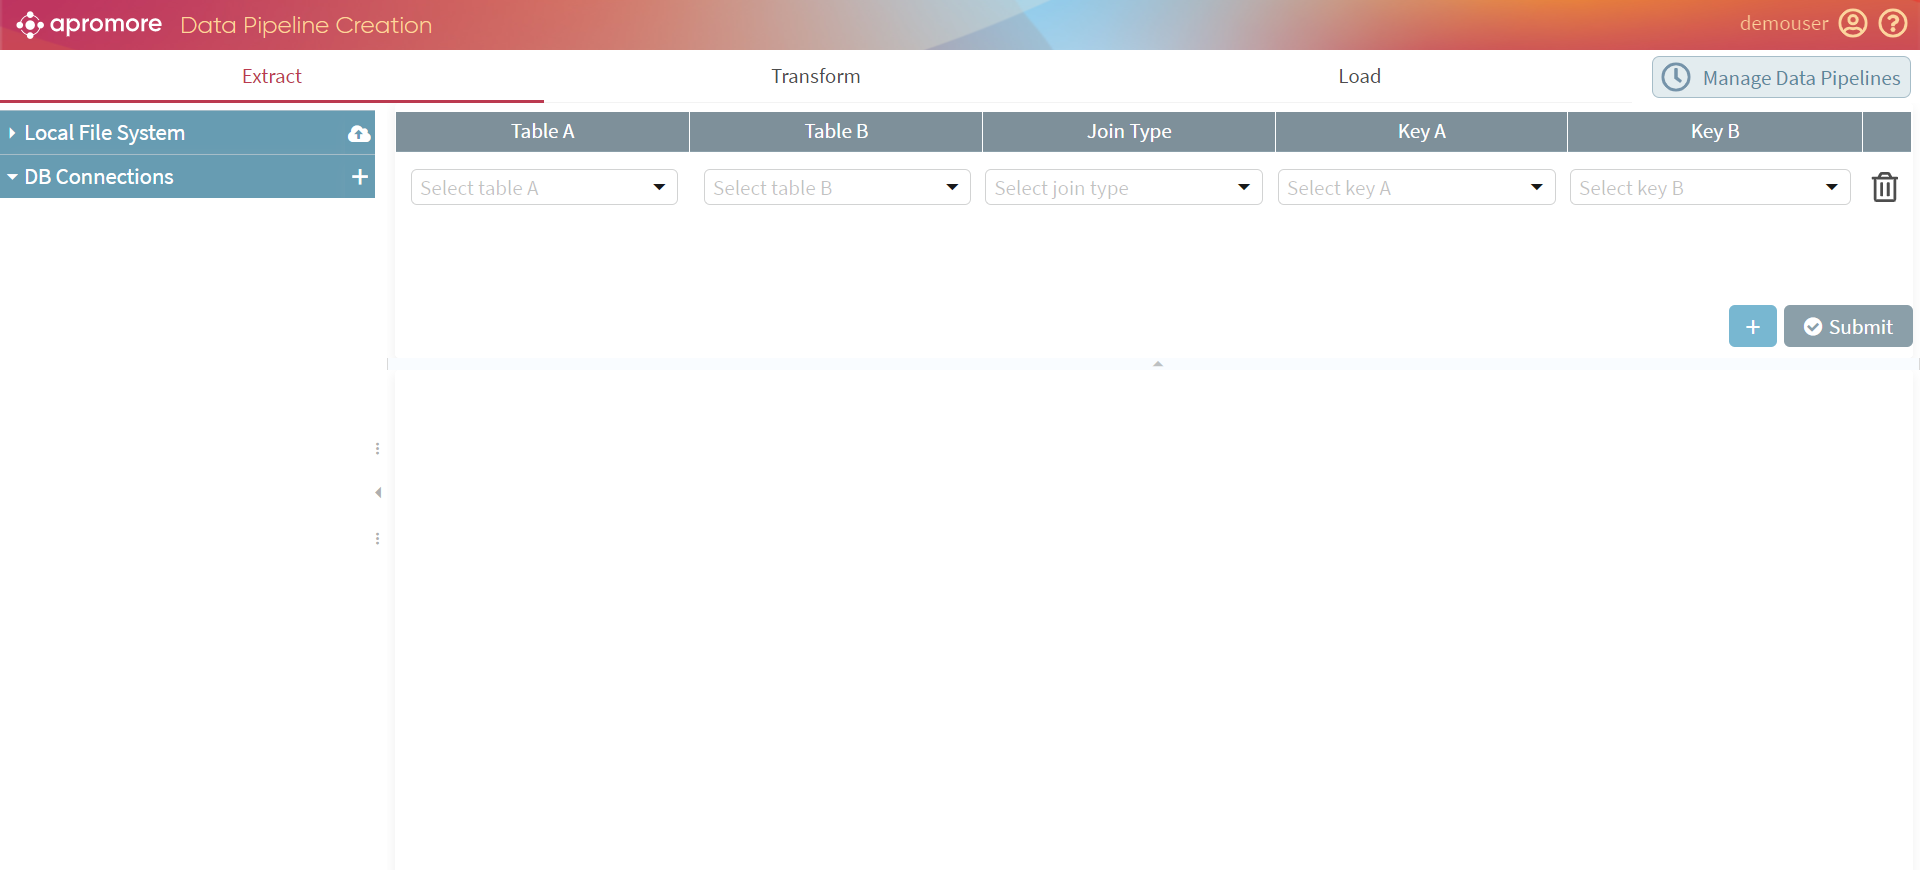 apromore Data Pipeline Creation demouser
Extract Transform Load Manage Data Pipelines
Local File System
DB Connections
Table A Table B Join Type Key A Key B
Select table A Select table B Select join type Select key A Select key B
+ Submit